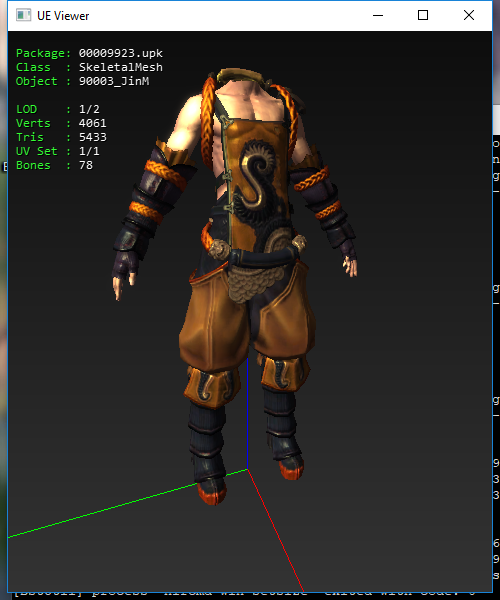 UE Viewer
Package: 00009923.upk
Class : SkeletalMesh
Object : 90003_JinM
LOD : 1/2
Verts : 4061
Tris : 5433
UV Set : 1/1
Bones : 78